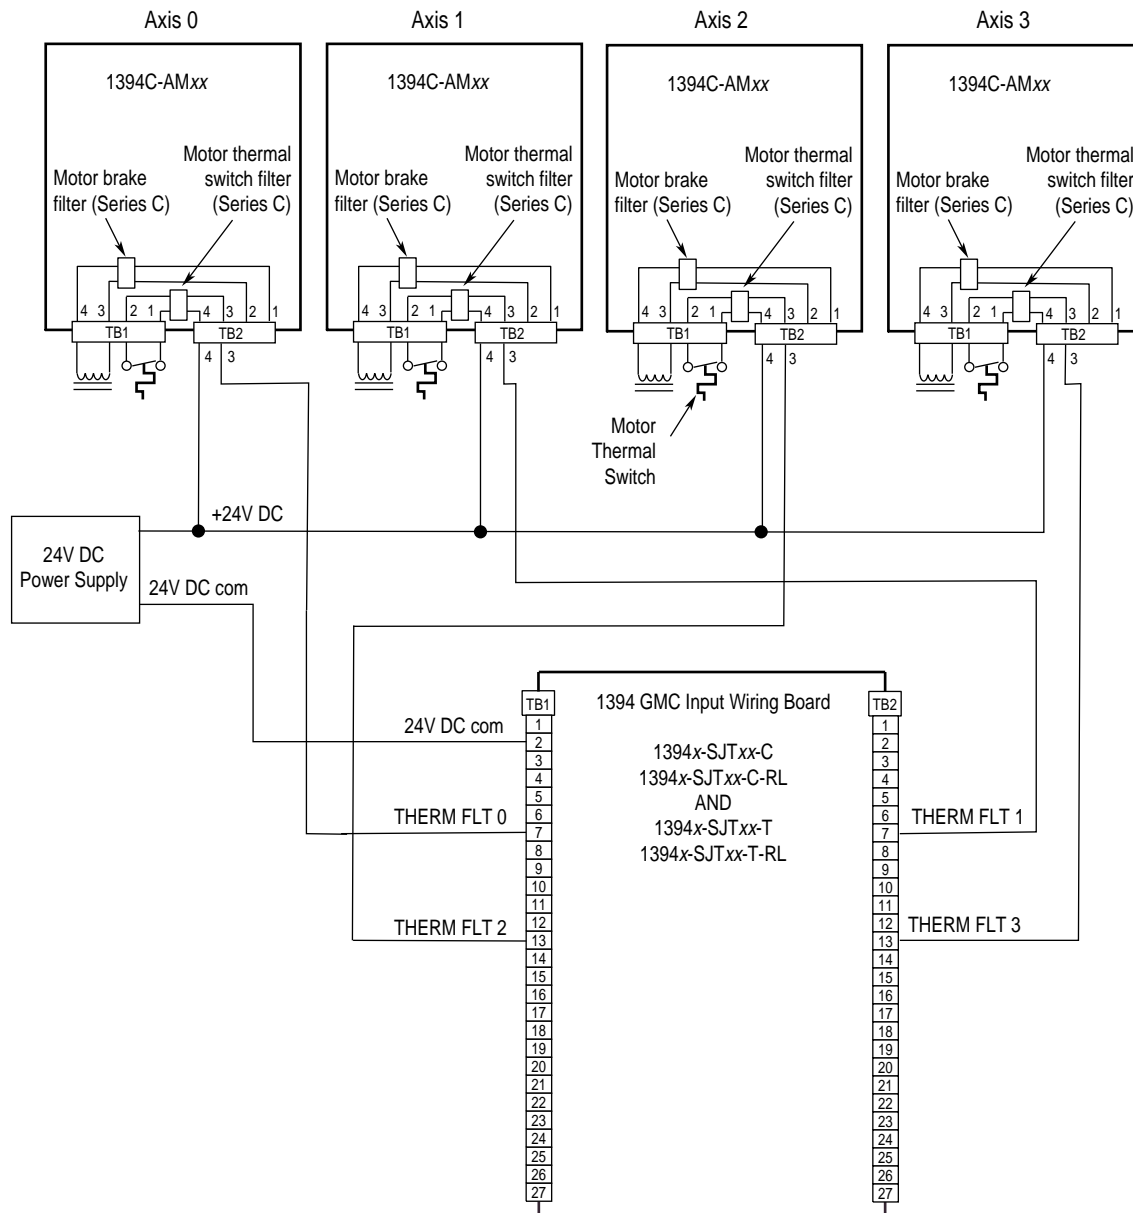 Axis 0
Axis 1
Axis 2
Axis 3
1394C-AMxx
1394C-AMxx
1394C-AMxx
1394C-AMxx
Motor brake
filter (Series C)
Motor thermal
switch filter
(Series C)
Motor brake
filter (Series C)
Motor thermal
switch filter
(Series C)
Motor brake
filter (Series C)
Motor thermal
switch filter
(Series C)
Motor brake
filter (Series C)
Motor thermal
switch filter
(Series C)
4 3 2 1 4 3 2 1
4 3 2 1 4 3 2 1
4 3 2 1 4 3 2 1
4 3 2 1 4 3 2 1
TB1 TB2
TB1 TB2
TB1 TB2
TB1 TB2
4 3
4 3
4 3
4 3
Motor
Thermal
Switch
+24V DC
24V DC
Power Supply
24V DC com
1394 GMC Input Wiring Board
1394x-SJTxx-C
1394x-SJTxx-C-RL
AND
1394x-SJTxx-T
1394x-SJTxx-T-RL
24V DC com
THERM FLT 0
THERM FLT 2
TB1
1
2
3
4
5
6
7
8
9
10
11
12
13
14
15
16
17
18
19
20
21
22
23
24
25
26
27
TB2
1
2
3
4
5
6
7
8
9
10
11
12
13
14
15
16
17
18
19
20
21
22
23
24
25
26
27
THERM FLT 1
THERM FLT 3